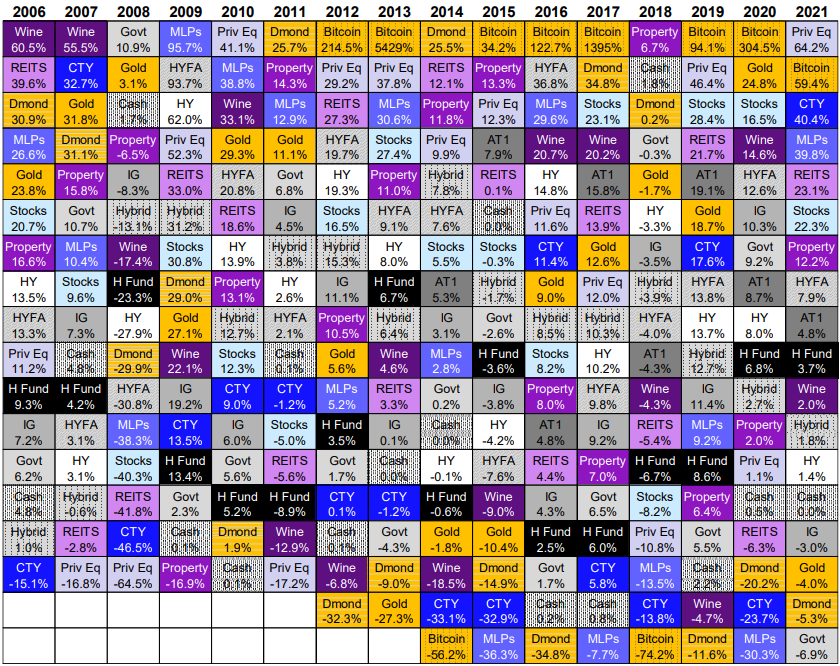 2006 2007 2008 2009 2010 2011 2012 2013 2014 2015 2016 2017 2018 2019 2020 2021
Wine Wine Govt MLPs Priv Eq Dmond Bitcoin Bitcoin Dmond Bitcoin Bitcoin Bitcoin Property Bitcoin Bitcoin Priv Eq
60.5% 55.5% 10.9% 95.7% 41.1% 25.7% 214.5% 5429% 25.5% 34.2% 122.7% 1395% 6.7% 94.1% 304.5% 64.2%
REITS CTY Gold HYFA MLPs Property Priv Eq Priv Eq REITS Property HYFA Dmond Cash Priv Eq Gold Bitcoin
39.6% 32.7% 3.1% 93.7% 38.8% 14.3% 29.2% 37.8% 12.1% 13.3% 36.8% 34.8% 1.8% 46.4% 24.8% 59.4%
Dmond Gold Cash HY Wine MLPs REITS MLPs Property Priv Eq MLPs Stocks Dmond Stocks Stocks CTY
30.9% 31.8% 1.7% 62.0% 33.1% 12.9% 27.3% 30.6% 11.8% 12.3% 29.6% 23.1% 0.2% 28.4% 16.5% 40.4%
MLPs Dmond Property Priv Eq Gold Gold HYFA Stocks Priv Eq AT1 Wine Wine Govt REITS Wine MLPs
26.6% 31.1% -6.5% 52.3% 29.3% 11.1% 19.7% 27.4% 9.9% 7.9% 20.7% 20.2% -0.3% 21.7% 14.6% 39.8%
Gold Property IG REITS HYFA Govt HY Property Hybrid REITS HY AT1 Gold AT1 HYFA REITS
23.8% 15.8% -8.3% 33.0% 20.8% 6.8% 19.3% 11.0% 7.8% 0.1% 14.8% 15.8% -1.7% 19.1% 12.6% 23.1%
Stocks Govt Hybrid Hybrid REITS IG Stocks HYFA HYFA Cash Priv Eq REITS HY Gold IG Stocks
20.7% 10.7% -13.1% 31.2% 18.6% 4.5% 16.5% 9.1% 7.6% 0.0% 11.6% 13.9% -3.3% 18.7% 10.3% 22.3%
Property MLPs Wine Stocks HY Hybrid Hybrid HY Stocks Stocks CTY Gold IG CTY Govt Property
16.6% 10.4% -17.4% 30.8% 13.9% 3.8% 15.3% 8.0% 5.5% -0.3% 11.4% 12.6% -3.5% 17.6% 9.2% 12.2%
HY Stocks H Fund Dmond Property HY IG H Fund AT1 Hybrid Gold Priv Eq Hybrid HYFA AT1 HYFA
13.5% 9.6% -23.3% 29.0% 13.1% 2.6% 11.1% 6.7% 5.3% -1.7% 9.0% 12.0% -3.9% 13.8% 8.7% 7.9%
HYFA IG HY Gold Hybrid HYFA Property Hybrid IG Govt Hybrid Hybrid HYFA HY HY AT1
13.3% 7.3% -27.9% 27.1% 12.7% 2.1% 10.5% 6.4% 3.1% -2.6% 8.5% 10.3% -4.0% 13.7% 8.0% 4.8%
Priv Eq Cash Dmond Wine Stocks Cash Gold Wine MLPs H Fund Stocks HY AT1 Hybrid H Fund H Fund
11.2% 4.8% -29.9% 22.1% 12.3% 0.1% 5.6% 4.6% 2.8% -3.6% 8.2% 10.2% -4.3% 12.7% 6.8% 3.7%
H Fund H Fund HYFA IG CTY CTY MLPs REITS Govt IG Property HYFA Wine IG Hybrid Wine
9.3% 4.2% -30.8% 19.2% 9.0% -1.2% 5.2% 3.3% 0.2% -3.8% 8.0% 9.8% -4.3% 11.4% 2.7% 2.0%
IG HYFA MLPs CTY IG Stocks H Fund IG Cash HY AT1 IG REITS MLPs Property Hybrid
7.2% 3.1% -38.3% 13.5% 6.0% -5.0% 3.5% 0.1% 0.0% -4.2% 4.8% 9.2% -5.4% 9.2% 2.0% 1.8%
Govt HY Stocks H Fund Govt REITS Govt Cash HY HYFA REITS Property H Fund H Fund Priv Eq HY
6.2% 3.1% -40.3% 13.4% 5.6% -5.6% 1.7% 0.0% -0.1% -7.6% 4.4% 7.0% -6.7% 8.6% 1.1% 1.4%
Cash Hybrid REITS Govt H Fund H Fund CTY CTY H Fund Wine IG Govt Stocks Property Cash Cash
4.8% -0.6% -41.8% 2.3% 5.2% -8.9% 0.1% -1.2% -0.6% -9.0% 4.3% 6.5% -8.2% 6.4% 0.5% 0.0%
Hybrid REITS CTY Cash Dmond Wine Cash Govt Gold Gold H Fund H Fund Priv Eq Govt REITS IG
1.0% -2.8% -46.5% 0.1% 1.9% -12.9% 0.1% -4.3% -1.8% -10.4% 2.5% 6.0% -10.8% 5.5% -6.3% -3.0%
CTY Priv Eq Priv Eq Property Cash Priv Eq Wine Dmond Wine Dmond Govt CTY MLPs Cash Dmond Gold
-15.1% -16.8% -64.5% -16.9% 0.1% -17.2% -6.8% -9.0% -18.5% -14.9% 1.7% 5.8% -13.5% 2.2% -20.2% -4.0%
Dmond Gold CTY CTY Cash Cash CTY Wine CTY Dmond
-32.3% -27.3% -33.1% -32.9% 0.2% 0.8% -13.8% -4.7% -23.7% -5.3%
Bitcoin MLPs Dmond MLPs Bitcoin Dmond MLPs Govt
-56.2% -36.3% -34.8% -7.7% -74.2% -11.6% -30.3% -6.9%